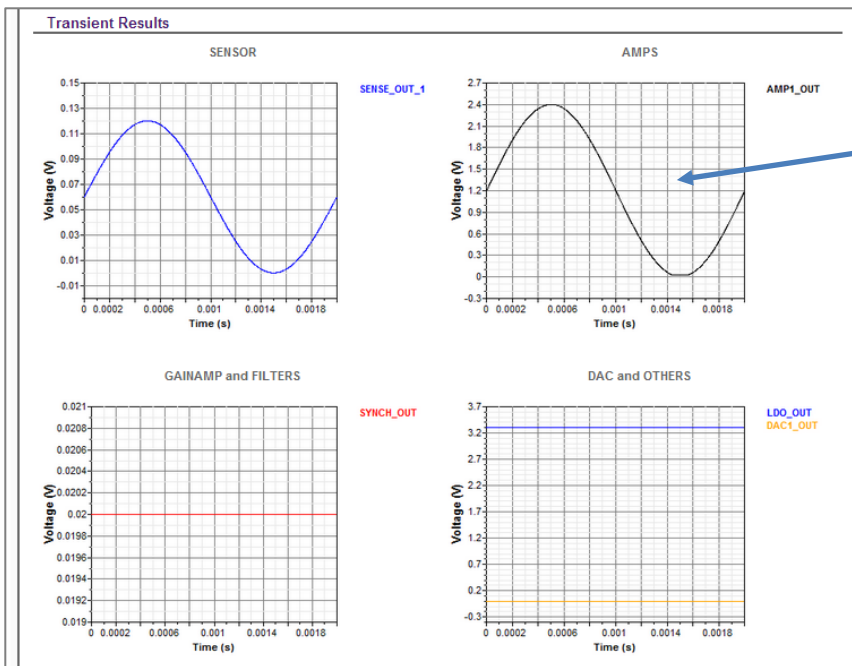 Transient Results
SENSOR
0.15
0.13
0.11
0.09
0.07
0.05
0.03
0.01
-0.01
Voltage (V)
0 0.0002 0.0006 0.001 0.0014 0.0018
Time (s)
SENSE_OUT_1
AMPS
2.7
2.4
2.1
1.8
1.5
1.2
0.9
0.6
0.3
0
-0.3
Voltage (V)
0 0.0002 0.0006 0.001 0.0014 0.0018
Time (s)
AMP1_OUT
GAINAMP and FILTERS
0.021
0.0208
0.0206
0.0204
0.0202
0.02
0.0198
0.0196
0.0194
0.0192
0.019
Voltage (V)
0 0.0002 0.0006 0.001 0.0014 0.0018
Time (s)
SYNCH_OUT
DAC and OTHERS
3.7
3.2
2.7
2.2
1.7
1.2
0.7
0.2
-0.3
Voltage (V)
0 0.0002 0.0006 0.001 0.0014 0.0018
Time (s)
LDO_OUT
DAC1_OUT